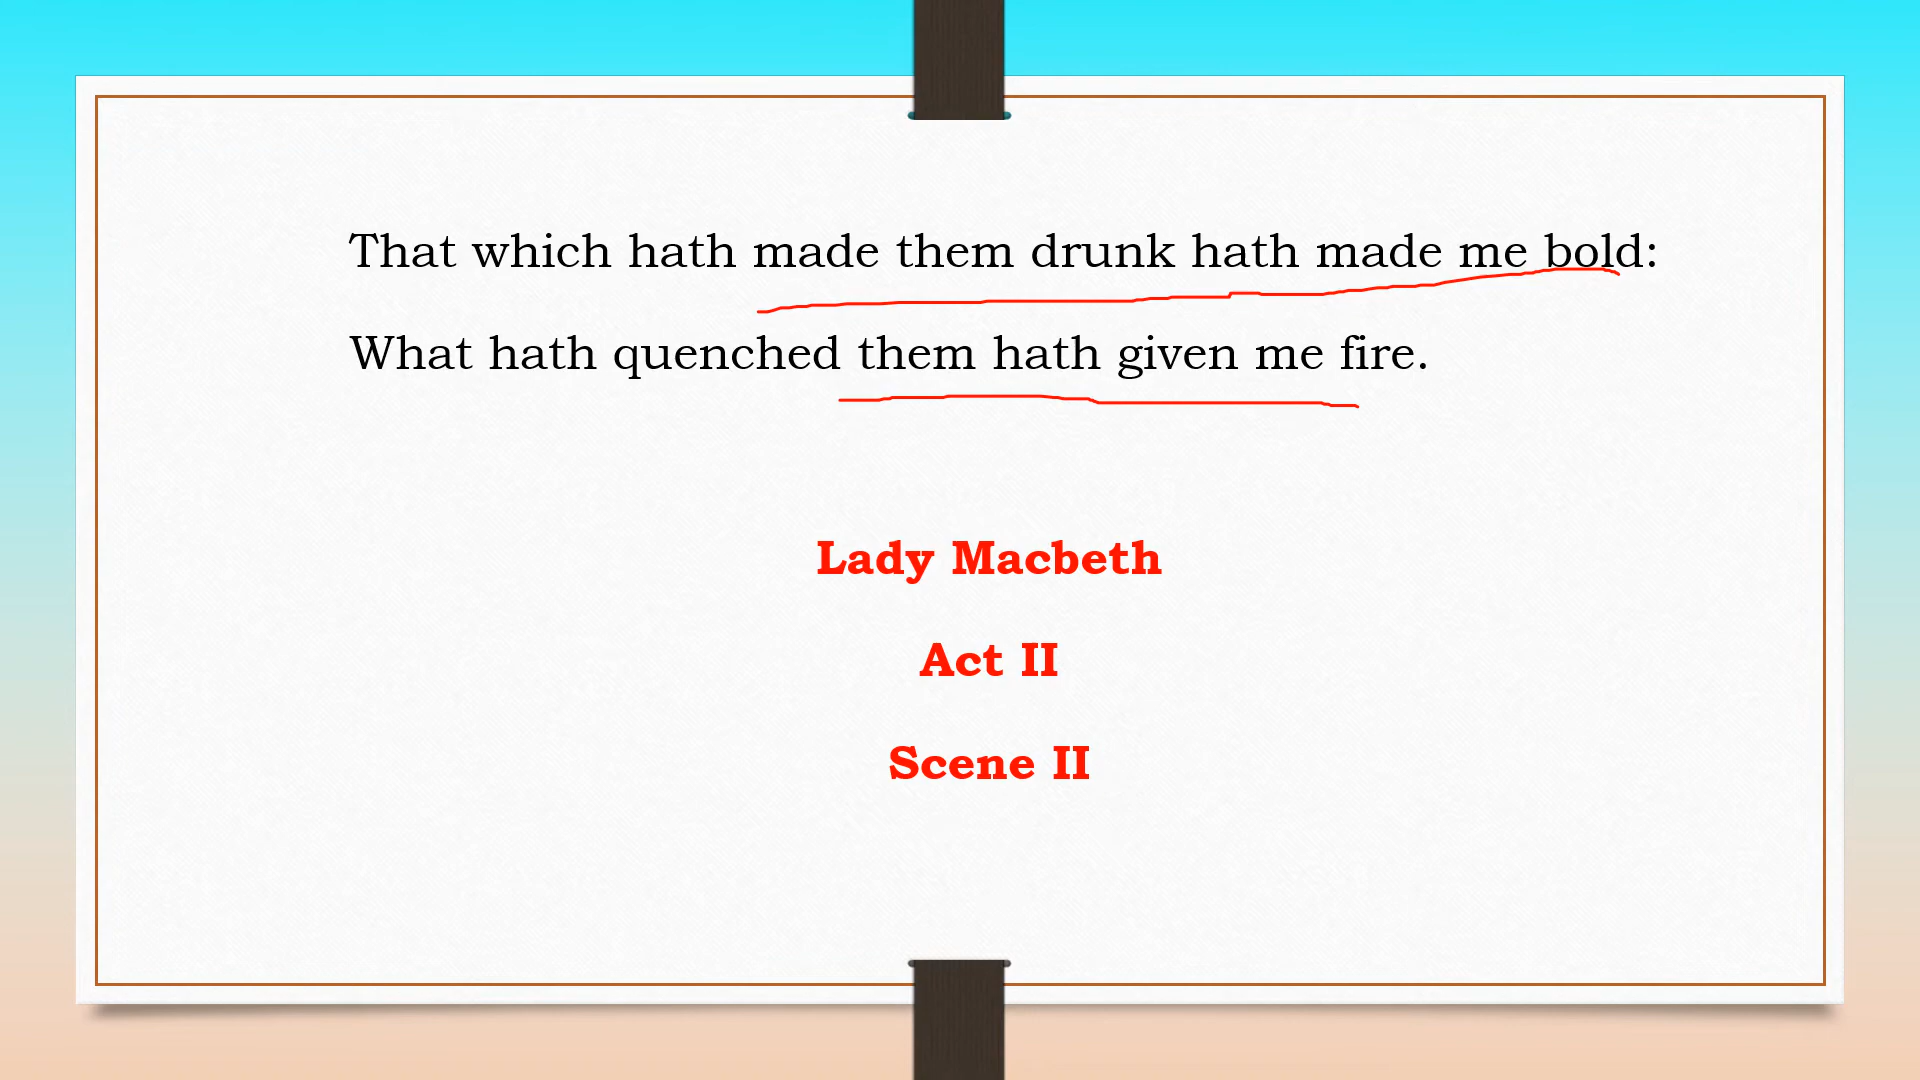 That which hath made them drunk hath made me bold:
What hath quenched them hath given me fire.
Lady Macbeth
Act II
Scene II